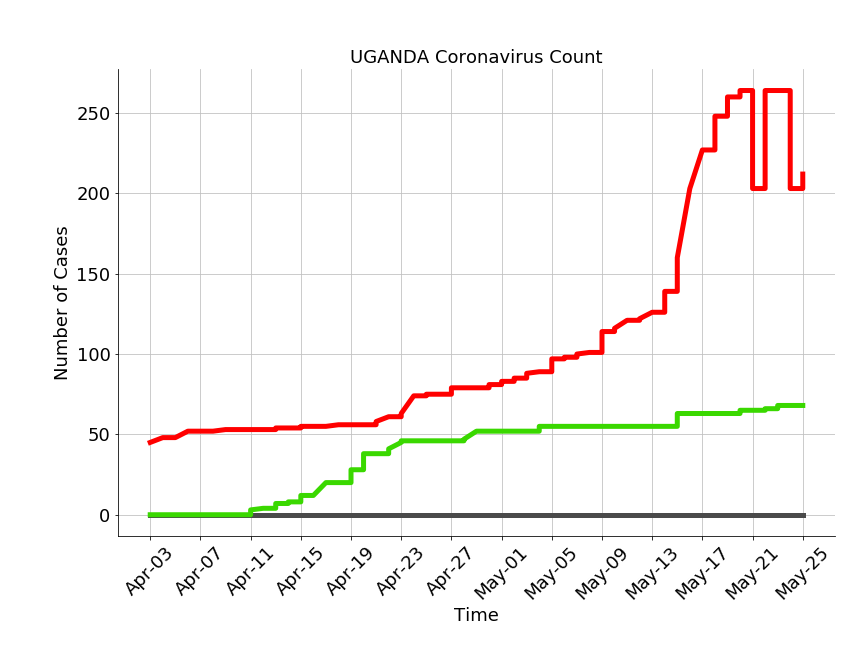 UGANDA Coronavirus Count
Number of Cases
250
200
150
100
50
0
Apr-03
Apr-07
Apr-11
Apr-15
Apr-19
Apr-23
Apr-27
May-01
May-05
May-09
May-13
May-17
May-21
May-25
Time